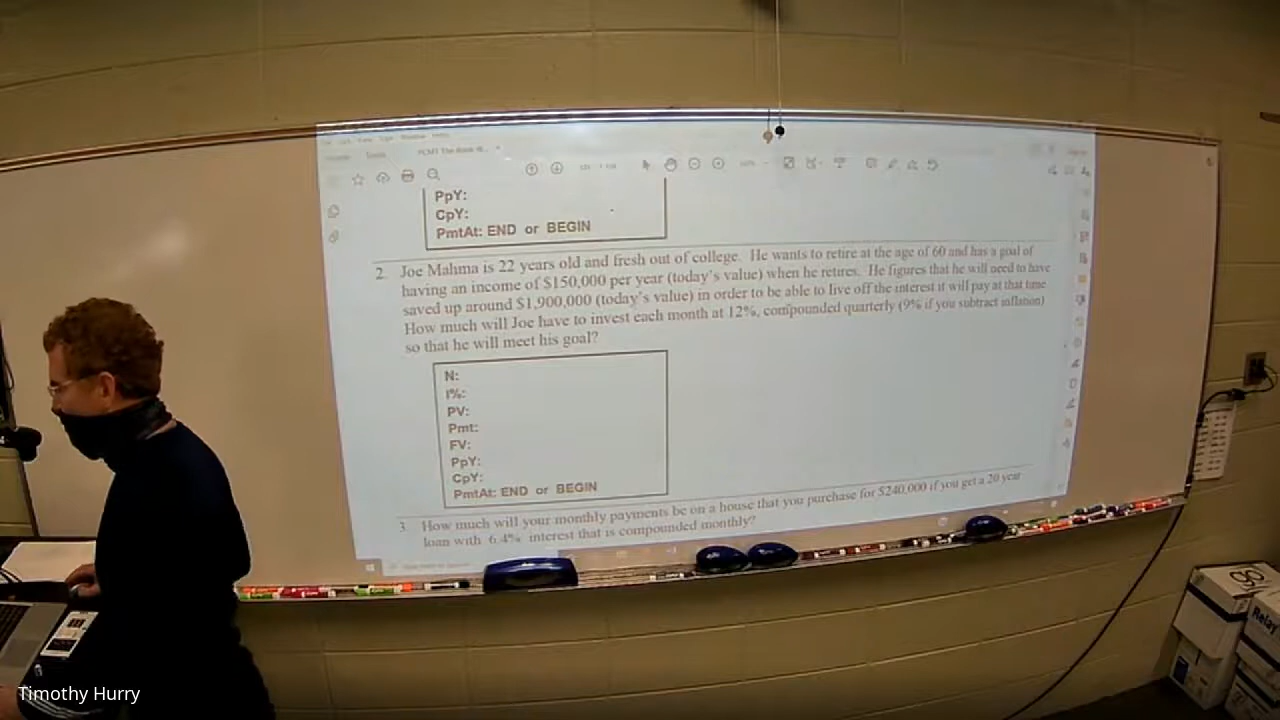 Tools
PpY:
CpY:
PmtAt: END or BEGIN
2. Joe Mahma is 22 years old and fresh out of college. He wants to retire at the age of 60 and has a goal of
having an income of $150,000 per year (today's value) when he retires. He figures that he will need to have
saved up around $1,900,000 (today's value) in order to be able to live off the interest it will pay at that time
How much will Joe have to invest each month at 12%, compounded quarterly (9% if you subtract inflation)
so that he will meet his goal?
N:
I%:
PV:
Pmt:
FV:
PpY:
CpY:
PmtAt: END or BEGIN
3 How much will your monthly payments be on a house that you purchase for $240,000 if you get a 20 year
loan with 6.4% interest that is compounded monthly?
Relay
Timothy Hurry